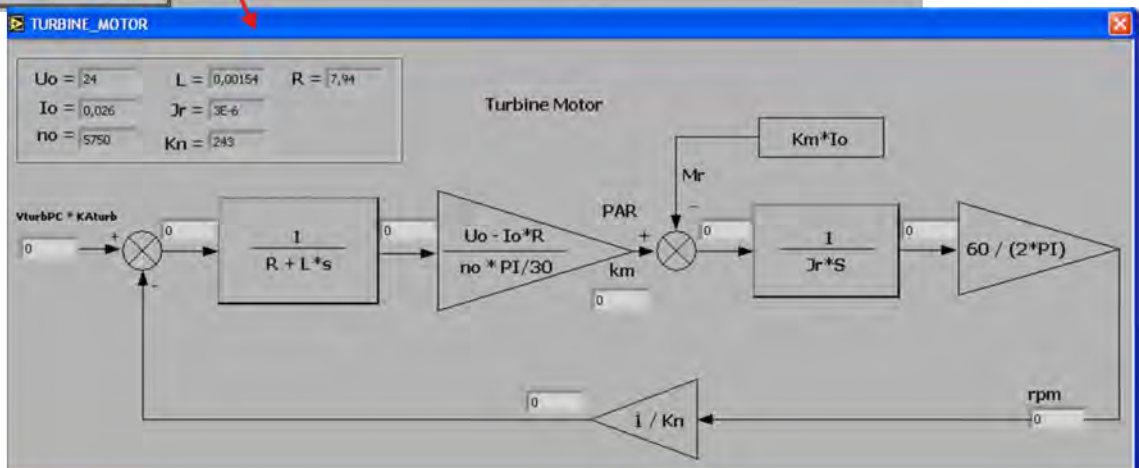 TURBINE_MOTOR
Uo = 24 L = 0,00154 R = 7,94
Io = 0,026 Jr = 3E-6
no = 5750 Kn = 243
Turbine Motor
Km*Io
Mr
VturbPC * KAturb
0
+
-
0
1
R + L*s
0
Uo - Io*R
no * PI/30
PAR
+
-
km
0
0
1
Jr*S
0
60 / (2*PI)
0
1 / Kn
rpm
0